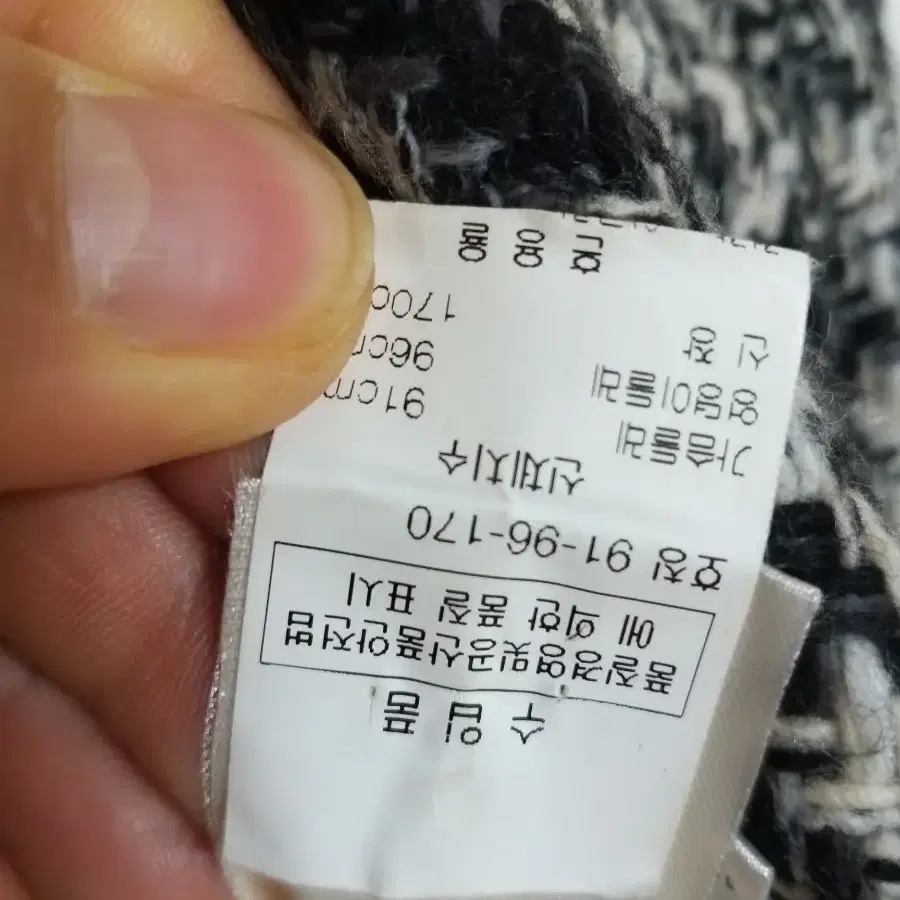 수 입 품
품질경영및공산품안전법
에 의한 품질 표시
호칭 91-96-170
신체치수
가슴둘레 91cm
엉덩이둘레 96cm
신 장 170c
용